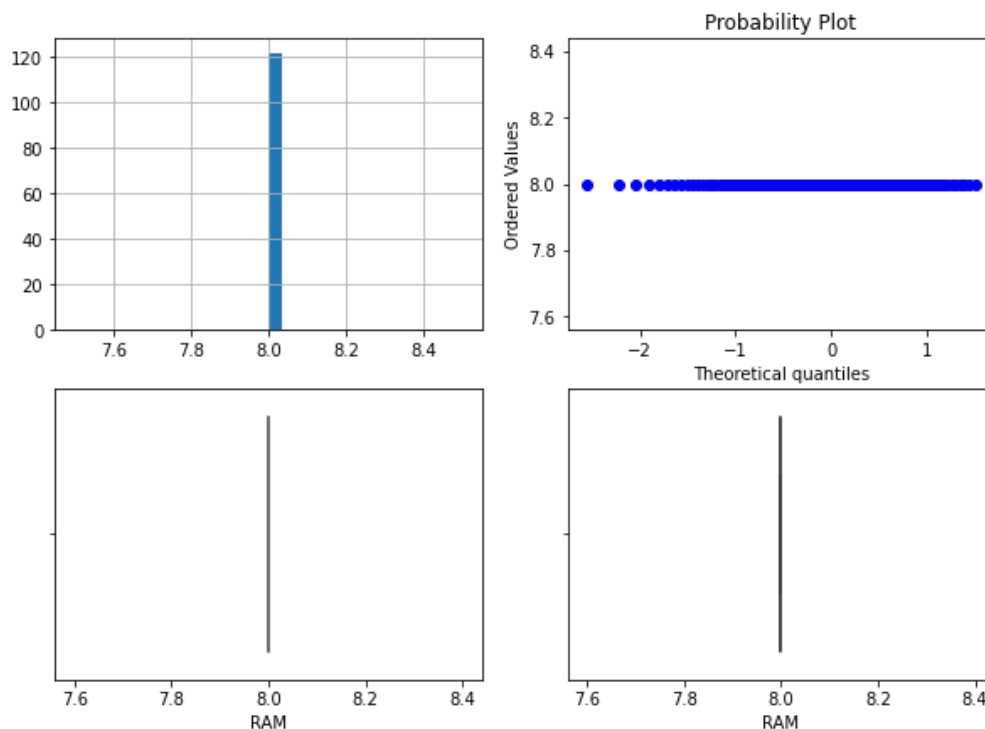 Probability Plot
120
100
80
60
40
20
0
7.6 7.8 8.0 8.2 8.4
Ordered Values
8.4
8.2
8.0
7.8
7.6
−2 −1 0 1
Theoretical quantiles
7.6 7.8 8.0 8.2 8.4
RAM
7.6 7.8 8.0 8.2 8.4
RAM